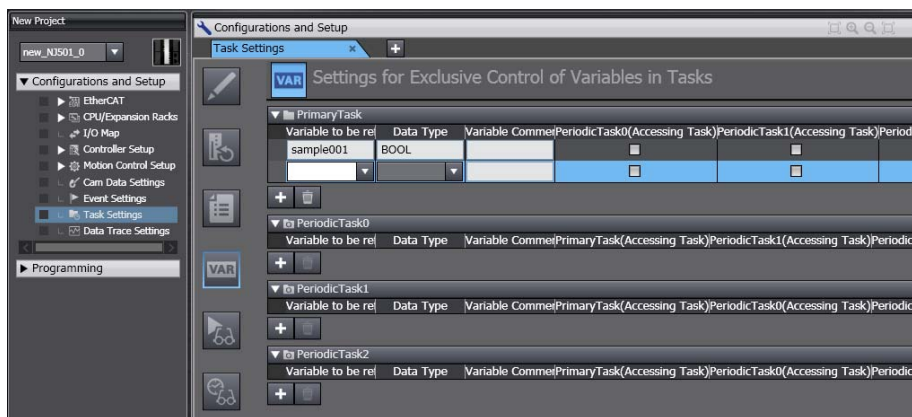 New Project
new_NJ501_0
Configurations and Setup
EtherCAT
CPU/Expansion Racks
I/O Map
Controller Setup
Motion Control Setup
Cam Data Settings
Event Settings
Task Settings
Data Trace Settings
Programming
Configurations and Setup
Task Settings
VAR Settings for Exclusive Control of Variables in Tasks
PrimaryTask
Variable to be re Data Type Variable Comme PeriodicTask0(Accessing Task) PeriodicTask1(Accessing Task) Period
sample001 BOOL
PeriodicTask0
Variable to be re Data Type Variable Comme PrimaryTask(Accessing Task) PeriodicTask1(Accessing Task) Periodic
VAR
PeriodicTask1
Variable to be re Data Type Variable Comme PrimaryTask(Accessing Task) PeriodicTask0(Accessing Task) Periodic
PeriodicTask2
Variable to be re Data Type Variable Comme PrimaryTask(Accessing Task) PeriodicTask0(Accessing Task) Periodic